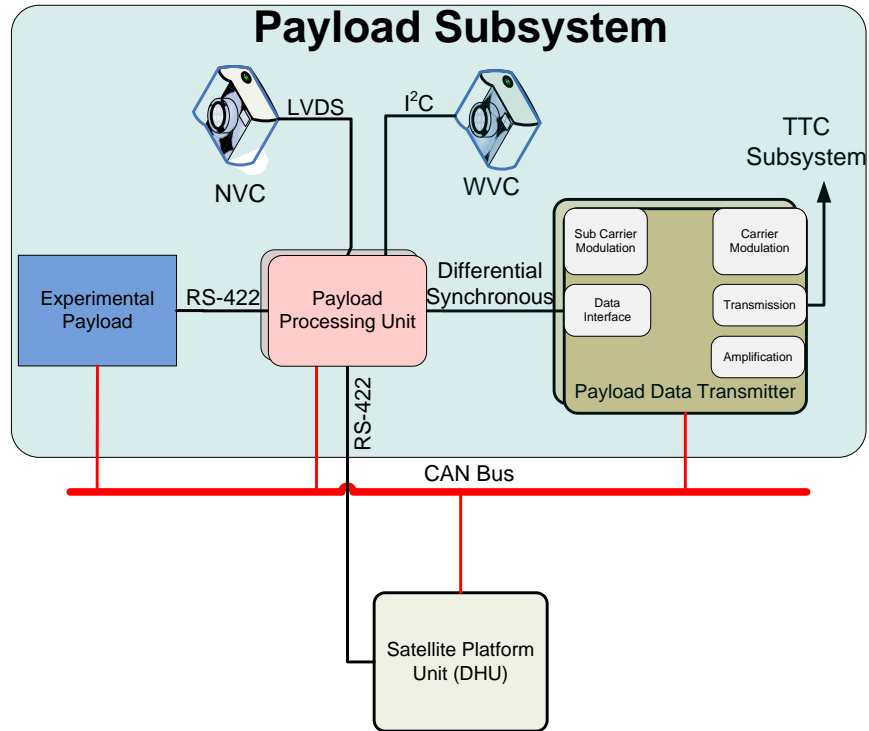 Payload Subsystem
LVDS
I²C
NVC
WVC
TTC
Subsystem
Sub Carrier
Modulation
Carrier
Modulation
Experimental
Payload
RS-422
Payload
Processing Unit
Differential
Synchronous
Data
Interface
Transmission
Amplification
Payload Data Transmitter
RS-422
CAN Bus
Satellite Platform
Unit (DHU)